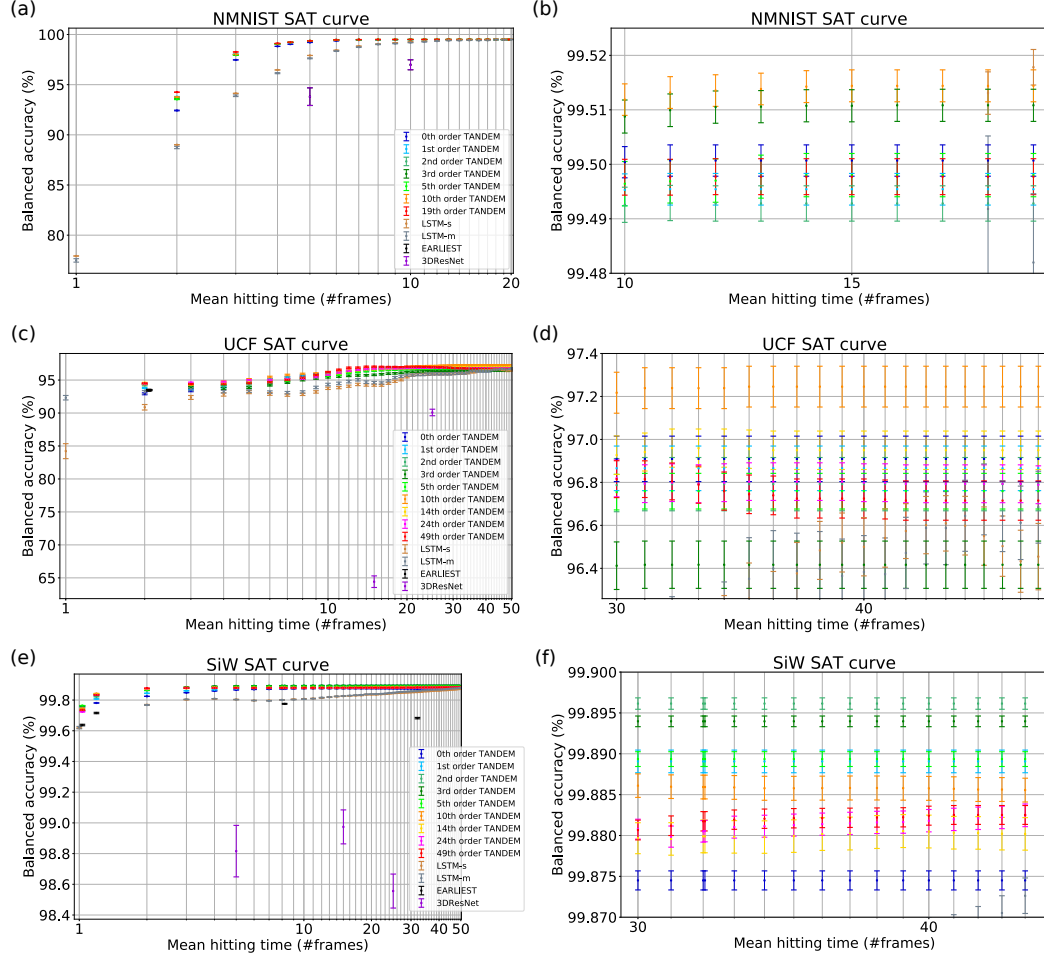 (a)
NMNIST SAT curve
Balanced accuracy (%)
100
95
90
85
80
1
10
20
Mean hitting time (#frames)
0th order TANDEM
1st order TANDEM
2nd order TANDEM
3rd order TANDEM
5th order TANDEM
10th order TANDEM
19th order TANDEM
LSTM-s
LSTM-m
EARLIEST
3DResNet
(b)
NMNIST SAT curve
Balanced accuracy (%)
99.52
99.51
99.50
99.49
99.48
10
15
Mean hitting time (#frames)
(c)
UCF SAT curve
Balanced accuracy (%)
95
90
85
80
75
70
65
1
10
20
30
40
50
Mean hitting time (#frames)
0th order TANDEM
1st order TANDEM
2nd order TANDEM
3rd order TANDEM
5th order TANDEM
10th order TANDEM
14th order TANDEM
24th order TANDEM
49th order TANDEM
LSTM-s
LSTM-m
EARLIEST
3DResNet
(d)
UCF SAT curve
Balanced accuracy (%)
97.4
97.2
97.0
96.8
96.6
96.4
30
40
Mean hitting time (#frames)
(e)
SiW SAT curve
Balanced accuracy (%)
99.8
99.6
99.4
99.2
99.0
98.8
98.6
98.4
1
10
20
30
40
50
Mean hitting time (#frames)
0th order TANDEM
1st order TANDEM
2nd order TANDEM
3rd order TANDEM
5th order TANDEM
10th order TANDEM
14th order TANDEM
24th order TANDEM
49th order TANDEM
LSTM-s
LSTM-m
EARLIEST
3DResNet
(f)
SiW SAT curve
Balanced accuracy (%)
99.900
99.895
99.890
99.885
99.880
99.875
99.870
30
40
Mean hitting time (#frames)